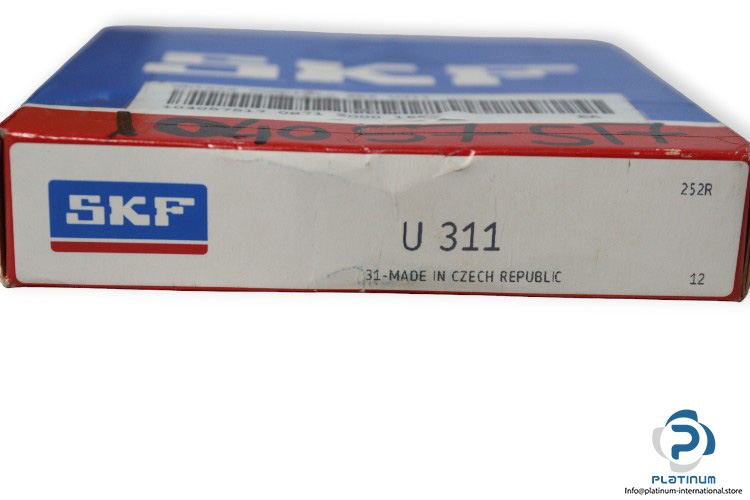 SKF
SKF
252R
U 311
31-MADE IN CZECH REPUBLIC
12
PLATINUM
Info@platinum-international.store